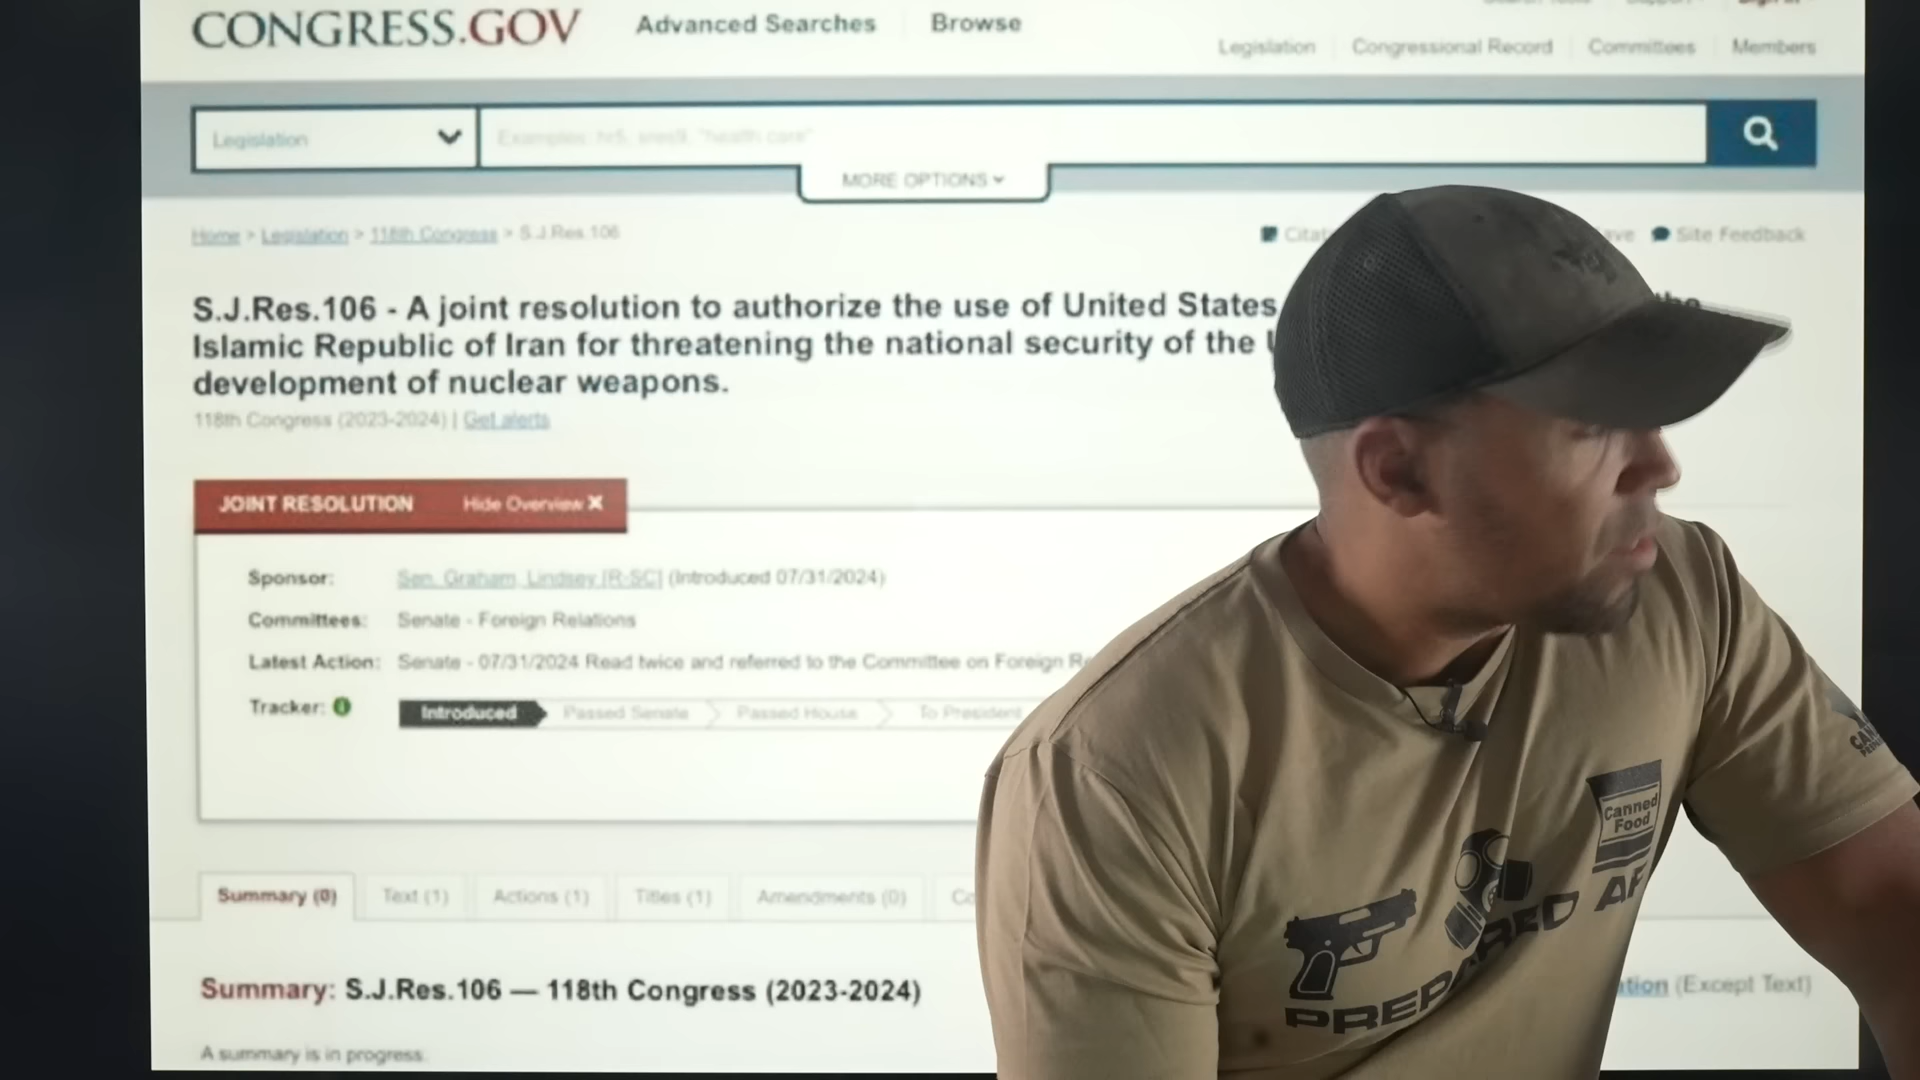 CONGRESS.GOV
Advanced Searches
Browse
Legislation
Congressional Record
Committees
Members
Legislation
Examples: hr5, sres9, "health care"
MORE OPTIONS
Home > Legislation > 118th Congress > S.J.Res.106
Site Feedback
S.J.Res.106 - A joint resolution to authorize the use of United States
Islamic Republic of Iran for threatening the national security of the
development of nuclear weapons.
118th Congress (2023-2024) | Get alerts
JOINT RESOLUTION
Hide Overview X
Sponsor: Sen. Graham, Lindsey [R-SC] (Introduced 07/31/2024)
Committees: Senate - Foreign Relations
Latest Action: Senate - 07/31/2024 Read twice and referred to the Committee on Foreign
Tracker:
Introduced
Passed Senate
Passed House
To President
Summary (0)
Text (1)
Actions (1)
Titles (1)
Amendments (0)
Summary: S.J.Res.106 — 118th Congress (2023-2024)
(Except Text)
A summary is in progress.
Canned
Food
PREPARED AF